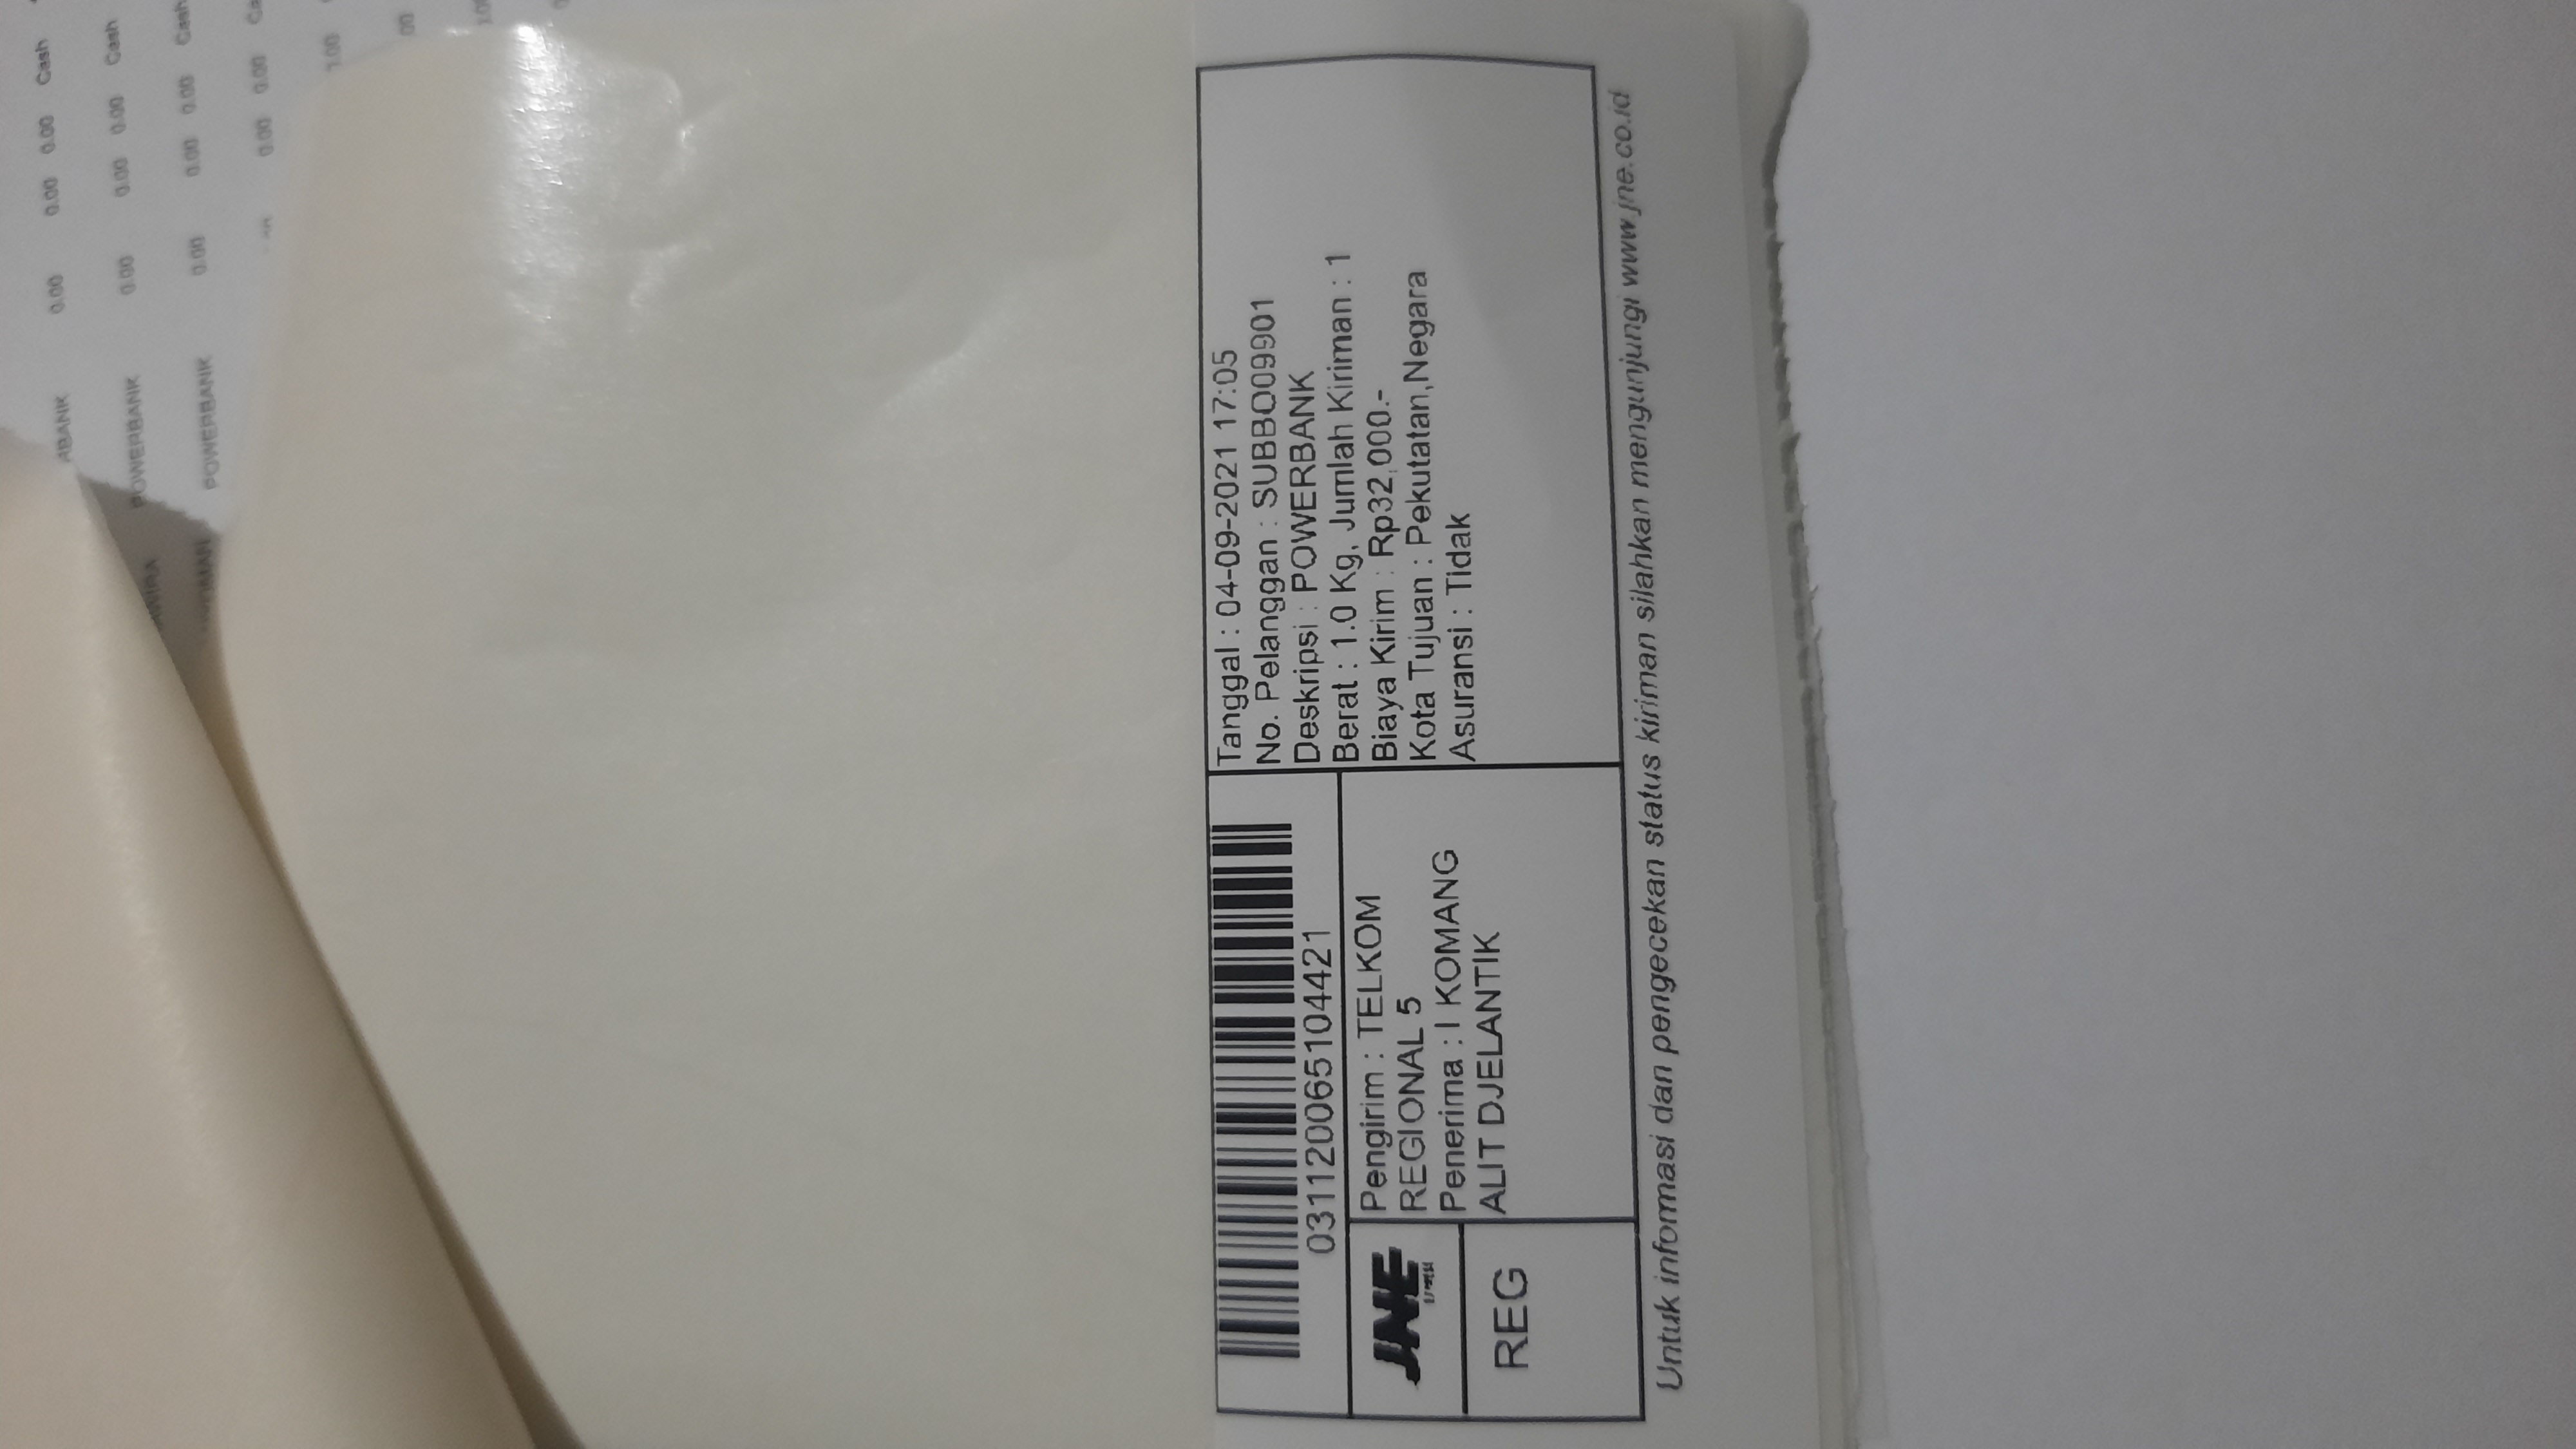 ABANK 0.00 0.00 0.00 Cash
POWERBANK 0.00 0.00 0.00 Cash
POWERBANK 0.00 0.00 0.00 Cash
0.00 0.00
031120065104421
JNE
REG
Pengirim : TELKOM
REGIONAL 5
Penerima : I KOMANG
ALIT DJELANTIK
Tanggal : 04-09-2021 17:05
No. Pelanggan : SUBBO09901
Deskripsi : POWERBANK
Berat : 1.0 Kg, Jumlah Kiriman : 1
Biaya Kirim : Rp32,000.-
Kota Tujuan : Pekutatan,Negara
Asuransi : Tidak
Untuk informasi dan pengecekan status kiriman silahkan mengunjungi www.jne.co.id